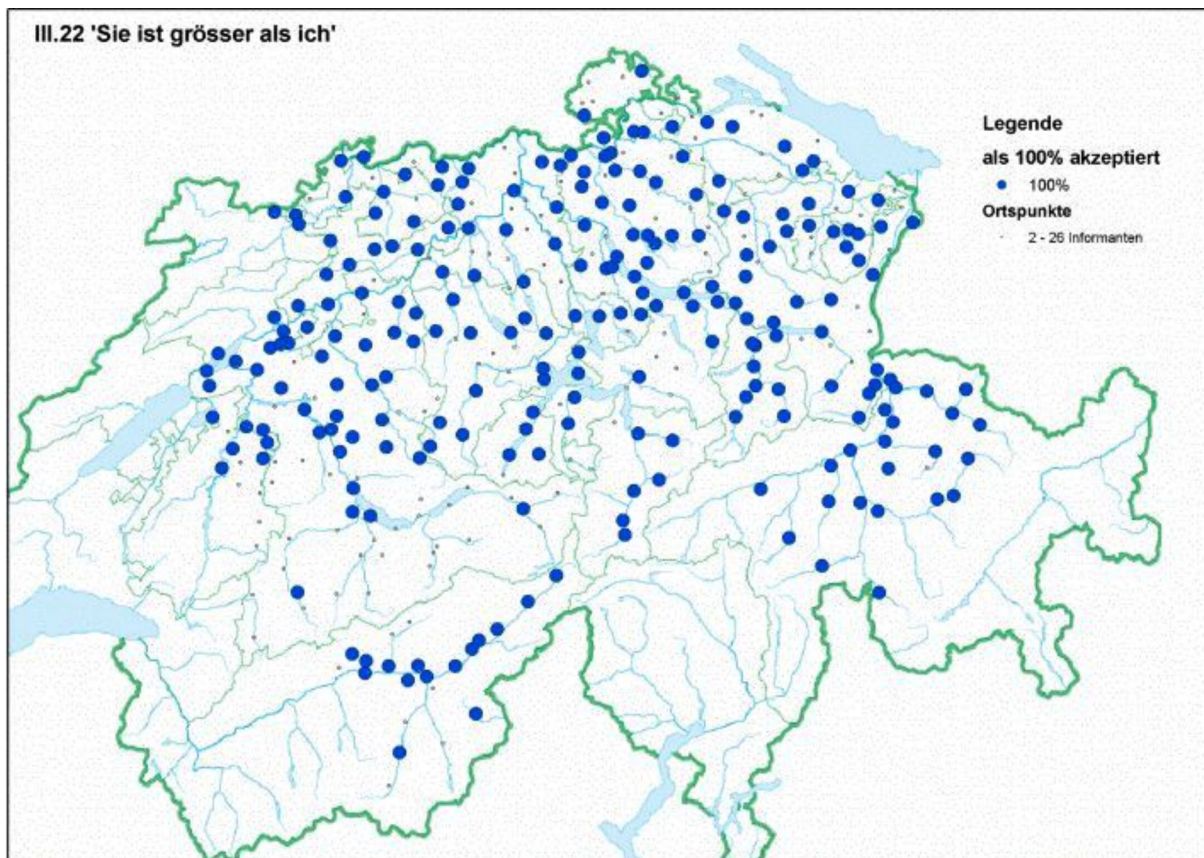 III.22 'Sie ist grösser als ich'
Legende
als 100% akzeptiert
100%
Ortspunkte
2 - 26 Informanten